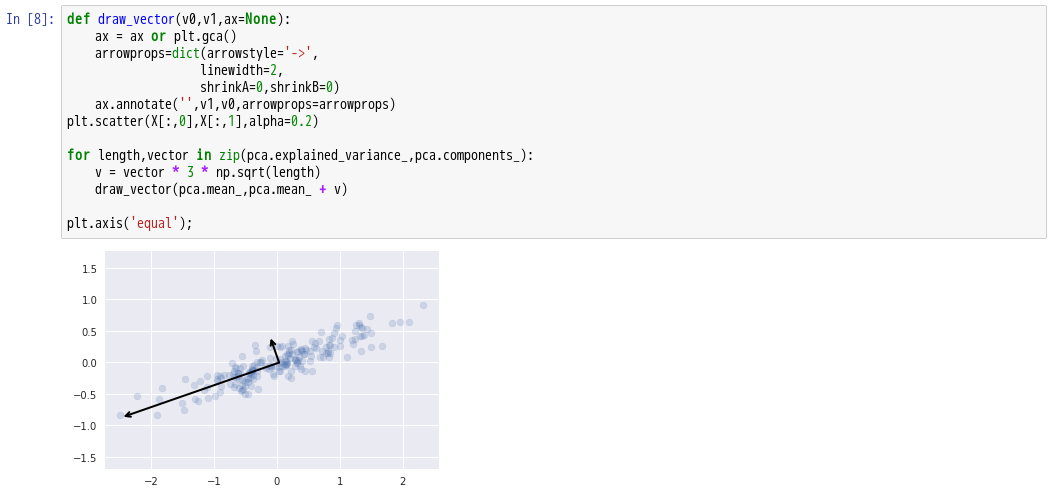 In [8]: def draw_vector(v0,v1,ax=None):
    ax = ax or plt.gca()
    arrowprops=dict(arrowstyle='->',
                   linewidth=2,
                   shrinkA=0,shrinkB=0)
    ax.annotate('',v1,v0,arrowprops=arrowprops)
plt.scatter(X[:,0],X[:,1],alpha=0.2)

for length,vector in zip(pca.explained_variance_,pca.components_):
    v = vector * 3 * np.sqrt(length)
    draw_vector(pca.mean_,pca.mean_ + v)

plt.axis('equal');
1.5
1.0
0.5
0.0
−0.5
−1.0
−1.5
−2 −1 0 1 2